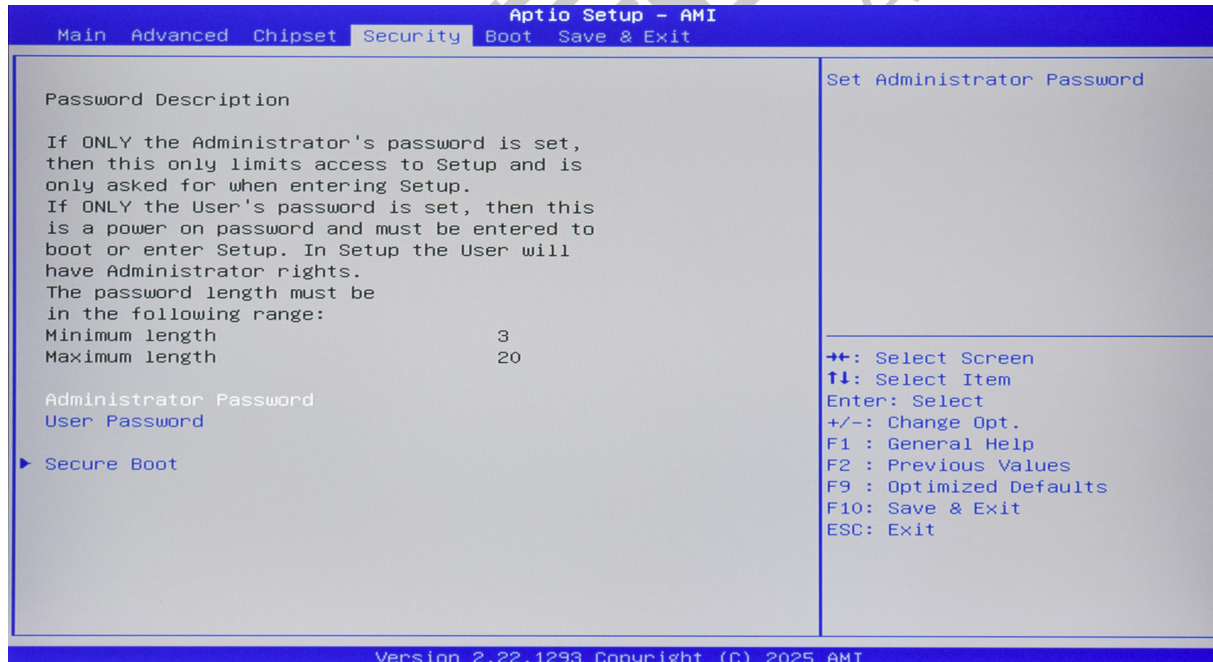 Aptio Setup - AMI
Main Advanced Chipset Security Boot Save & Exit
Password Description
If ONLY the Administrator's password is set,
then this only limits access to Setup and is
only asked for when entering Setup.
If ONLY the User's password is set, then this
is a power on password and must be entered to
boot or enter Setup. In Setup the User will
have Administrator rights.
The password length must be
in the following range:
Minimum length 3
Maximum length 20
Administrator Password
User Password
► Secure Boot
Set Administrator Password
→←: Select Screen
↑↓: Select Item
Enter: Select
+/-: Change Opt.
F1 : General Help
F2 : Previous Values
F9 : Optimized Defaults
F10: Save & Exit
ESC: Exit
Version 2.22.1293 Copyright (C) 2025 AMI